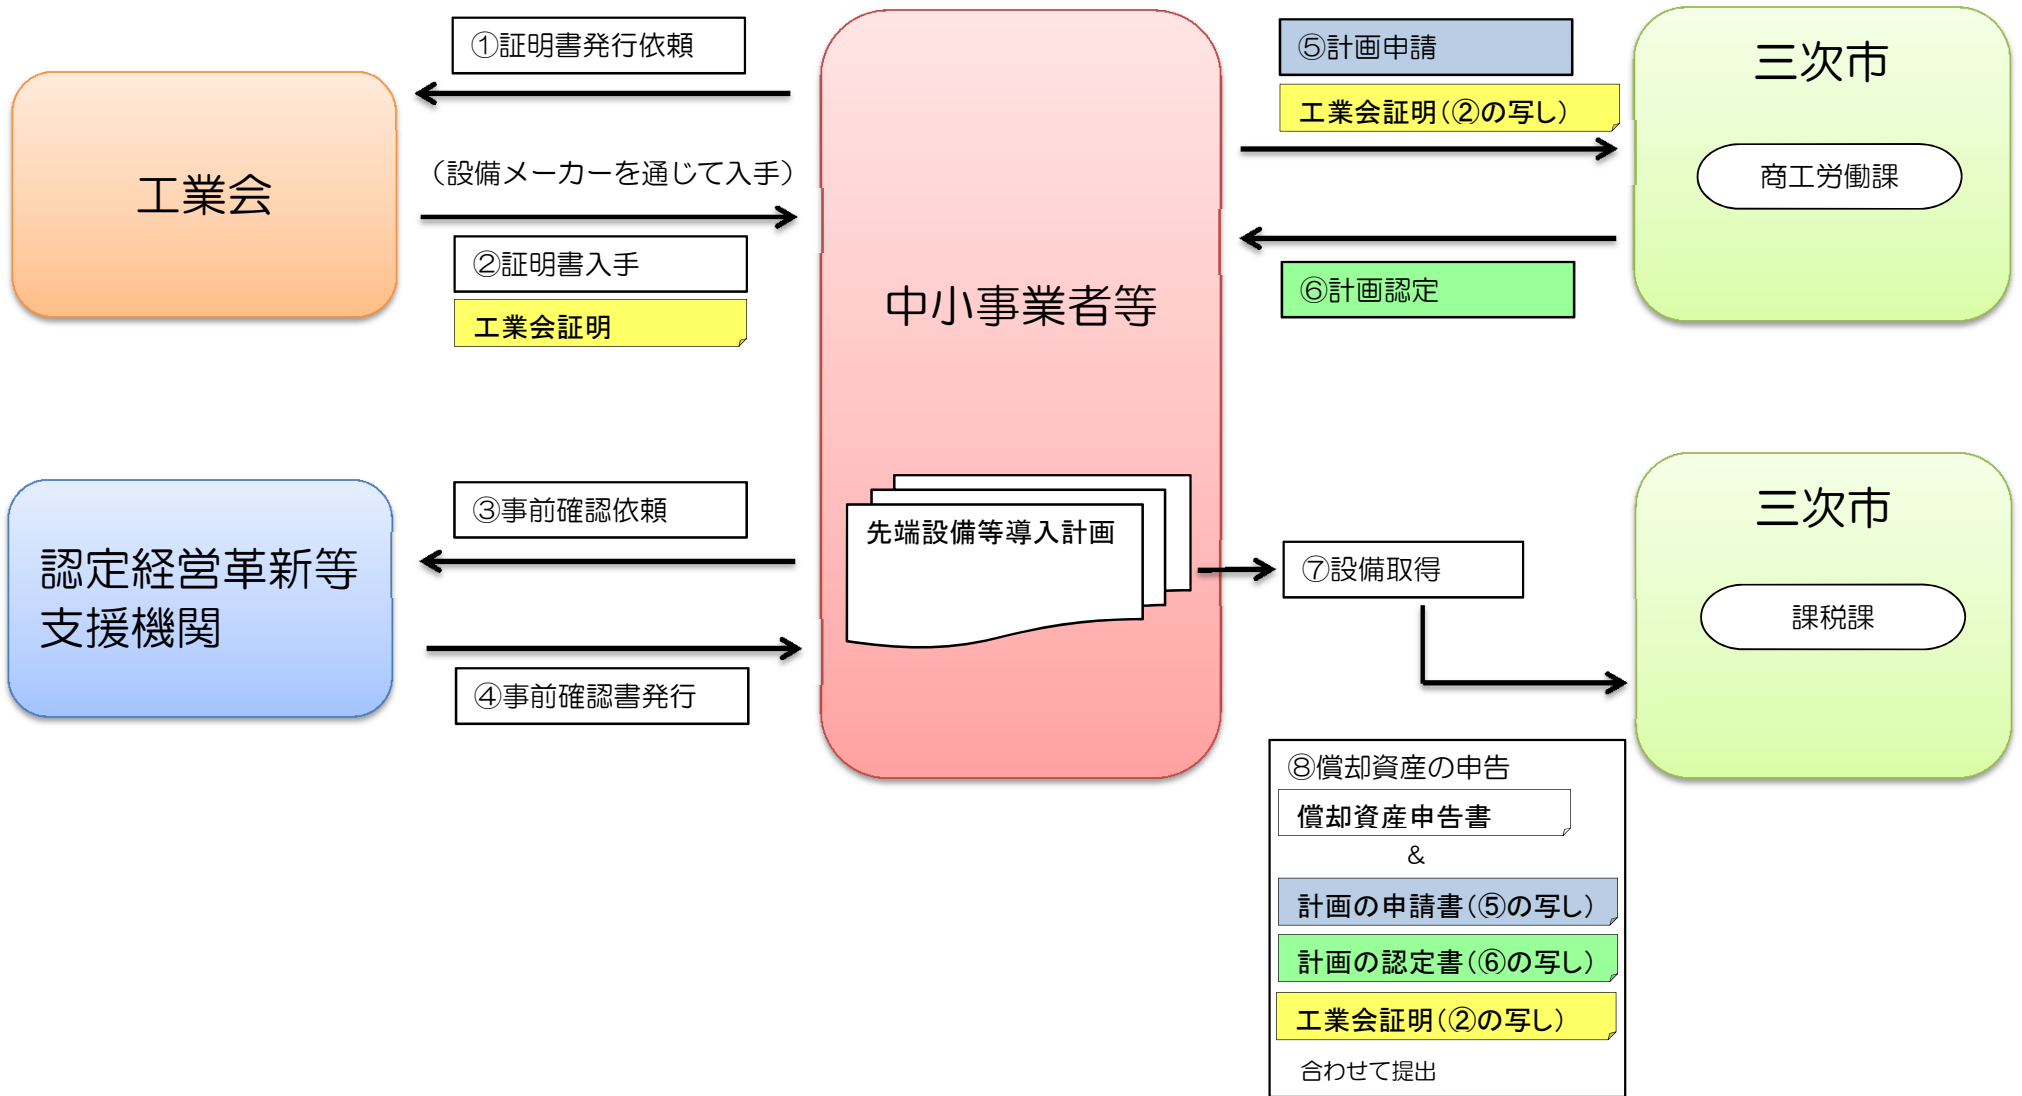 ①証明書発行依頼
工業会
(設備メーカーを通じて入手)
②証明書入手
工業会証明
認定経営革新等
支援機関
③事前確認依頼
④事前確認書発行
中小事業者等
先端設備等導入計画
⑤計画申請
工業会証明(②の写し)
三次市
商工労働課
⑥計画認定
⑦設備取得
三次市
課税課
⑧償却資産の申告
償却資産申告書
&
計画の申請書(⑤の写し)
計画の認定書(⑥の写し)
工業会証明(②の写し)
合わせて提出